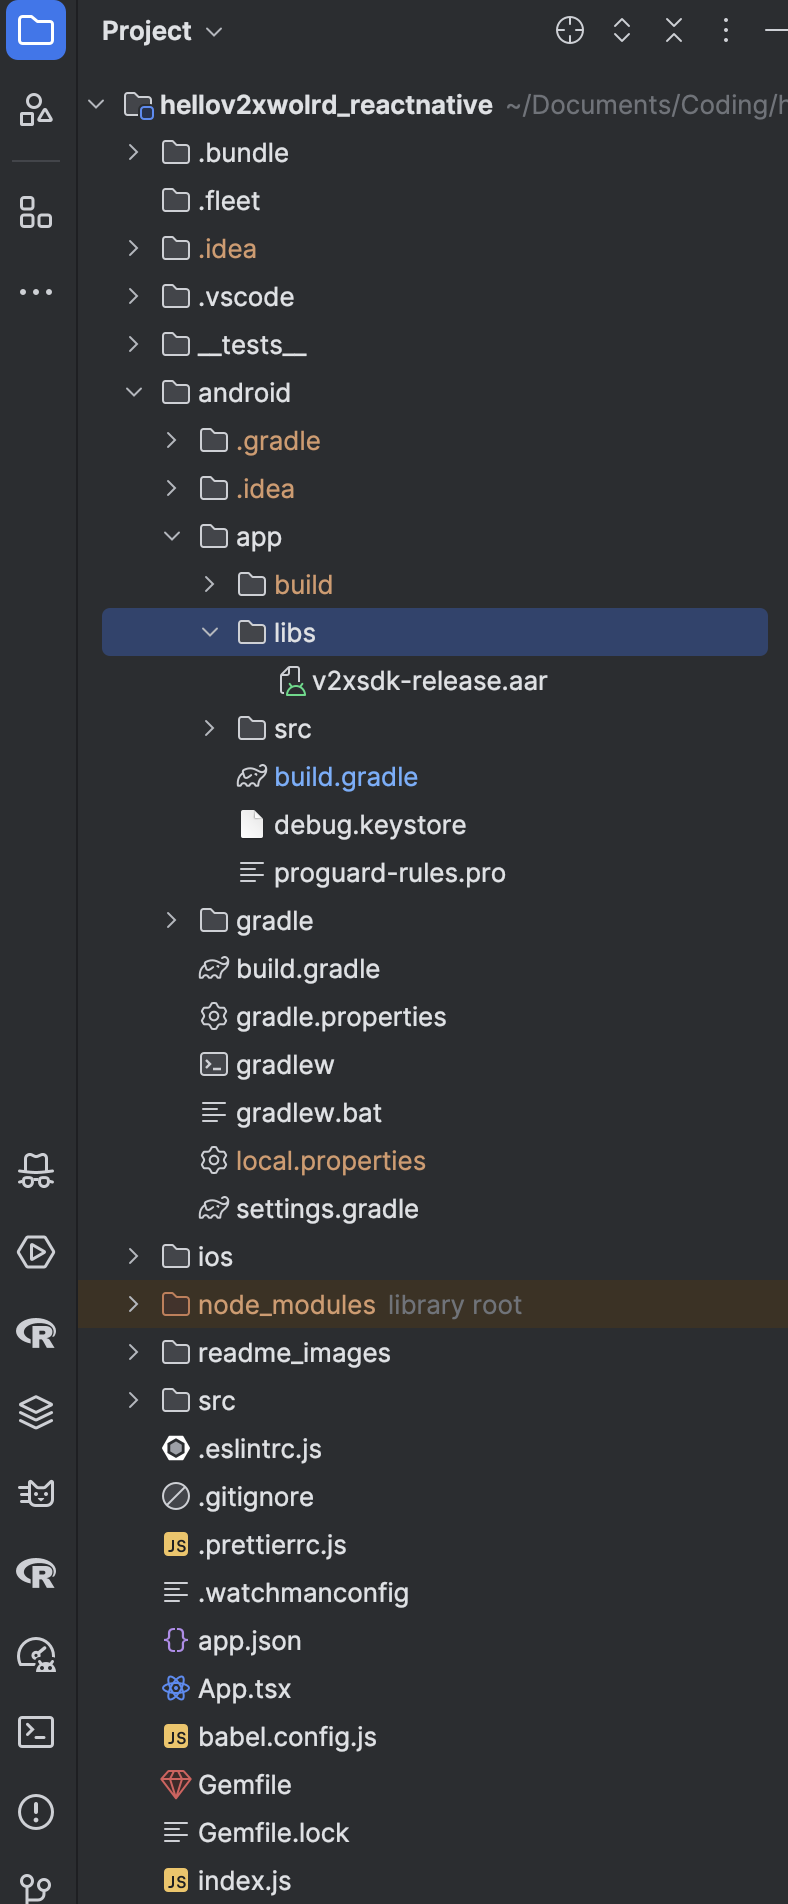 Project
hellov2xwolrd_reactnative ~/Documents/Coding/h
.bundle
.fleet
.idea
.vscode
__tests__
android
.gradle
.idea
app
build
libs
v2xsdk-release.aar
src
build.gradle
debug.keystore
proguard-rules.pro
gradle
build.gradle
gradle.properties
gradlew
gradlew.bat
local.properties
settings.gradle
ios
node_modules library root
readme_images
src
.eslintrc.js
.gitignore
JS .prettierrc.js
.watchmanconfig
app.json
App.tsx
JS babel.config.js
Gemfile
Gemfile.lock
JS index.js